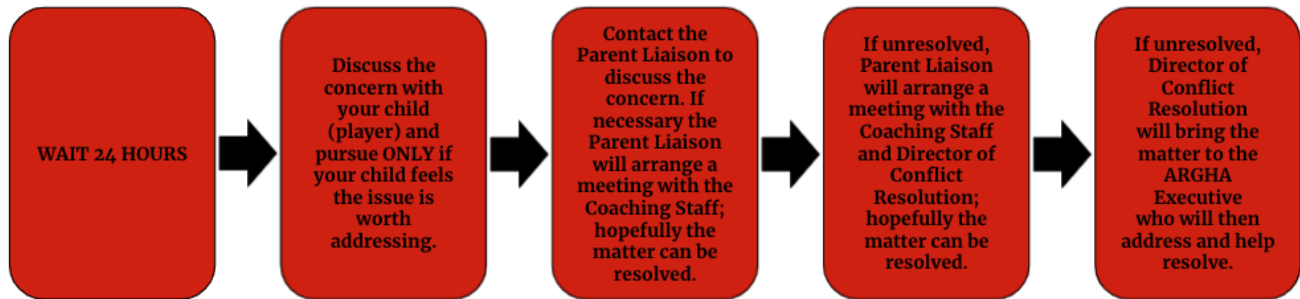 WAIT 24 HOURS
Discuss the
concern with
your child
(player) and
pursue ONLY if
your child feels
the issue is
worth
addressing.
Contact the
Parent Liaison to
discuss the
concern. If
necessary the
Parent Liaison
will arrange a
meeting with the
Coaching Staff;
hopefully the
matter can be
resolved.
If unresolved,
Parent Liaison
will arrange a
meeting with the
Coaching Staff
and Director of
Conflict
Resolution;
hopefully the
matter can be
resolved.
If unresolved,
Director of
Conflict
Resolution
will bring the
matter to the
ARGHA
Executive
who will then
address and help
resolve.